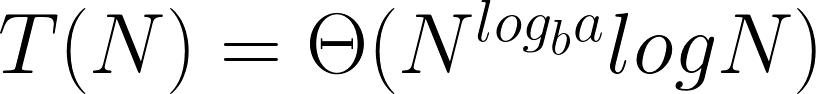 T(N) = Θ(N^{log_b a} log N)